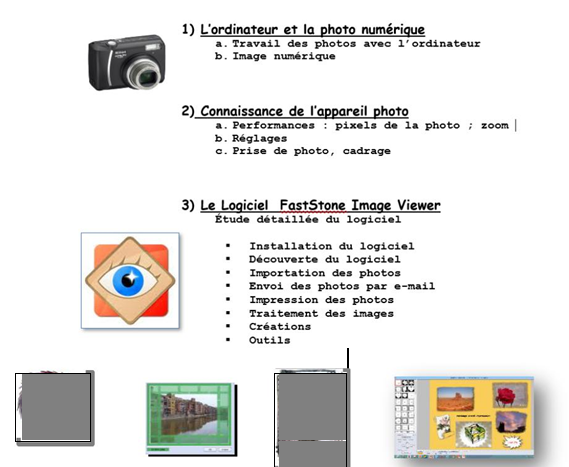 1) L’ordinateur et la photo numérique
a. Travail des photos avec l’ordinateur
b. Image numérique
2) Connaissance de l’appareil photo
a. Performances : pixels de la photo ; zoom
b. Réglages
c. Prise de photo, cadrage
3) Le Logiciel FastStone Image Viewer
Étude détaillée du logiciel
▪ Installation du logiciel
▪ Découverte du logiciel
▪ Importation des photos
▪ Envoi des photos par e-mail
▪ Impression des photos
▪ Traitement des images
▪ Créations
▪ Outils